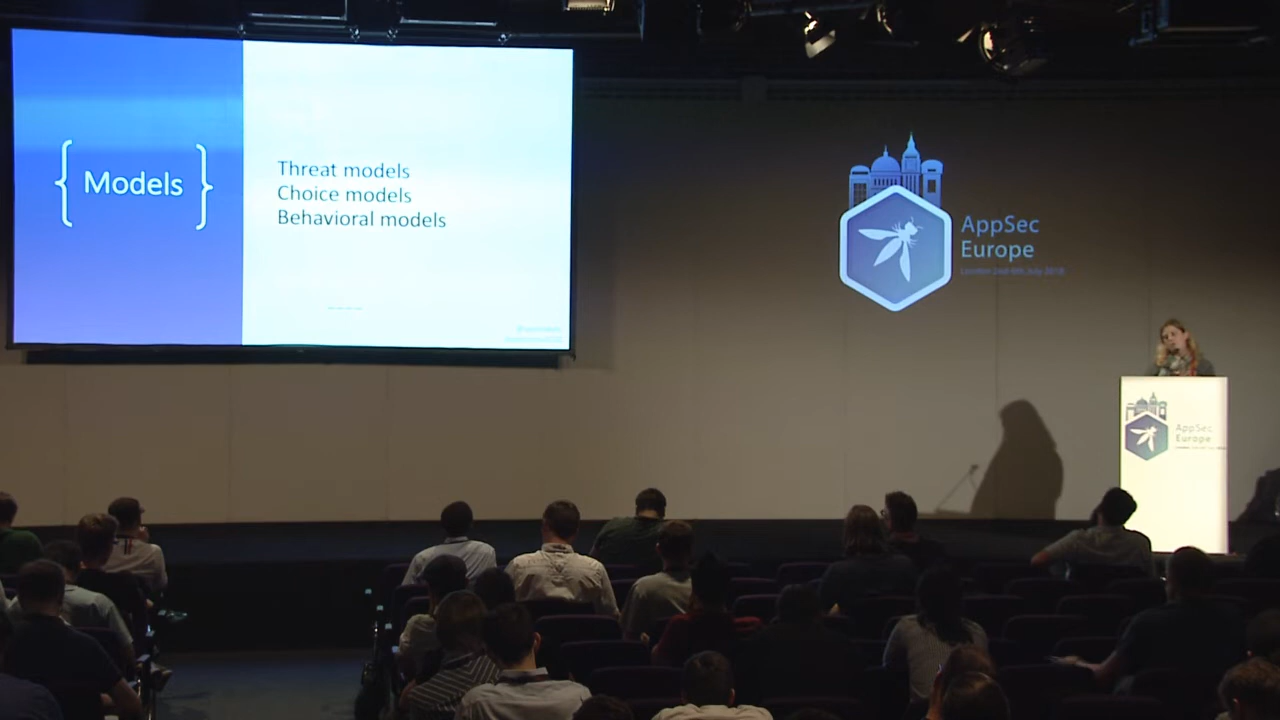 Models
Threat models
Choice models
Behavioral models
AppSec
Europe
AppSec
Europe